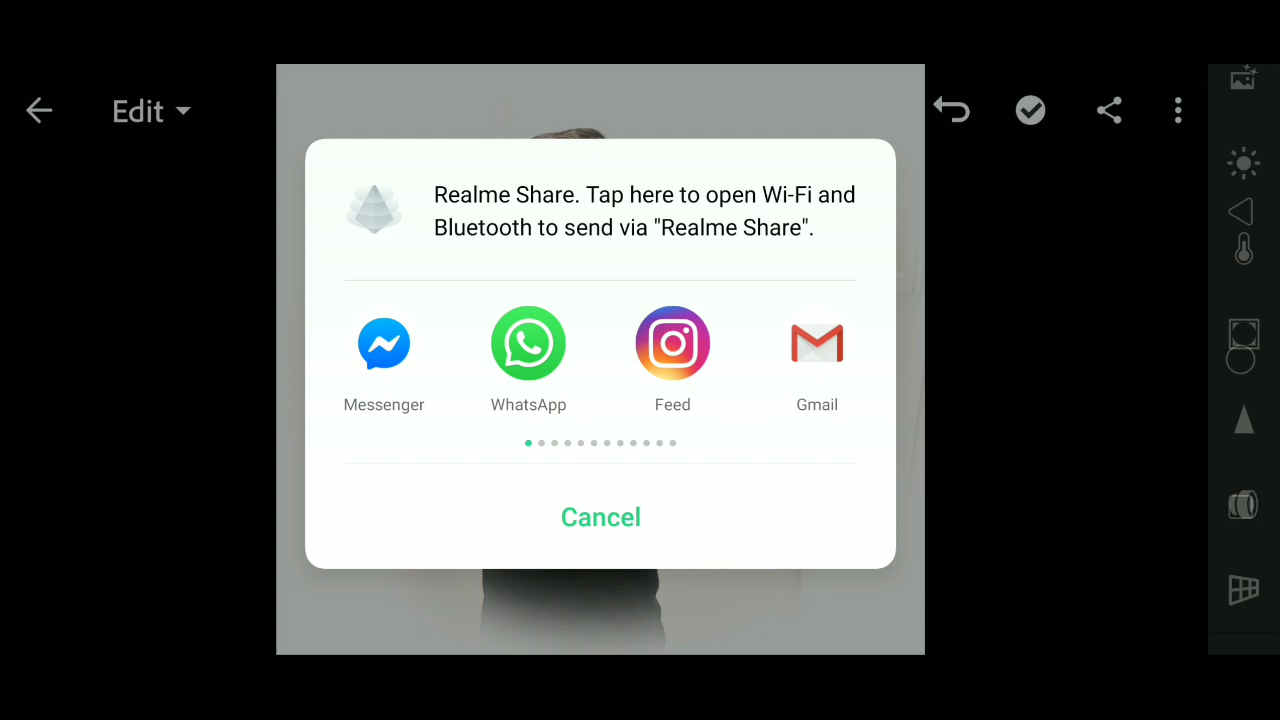 Edit
Realme Share. Tap here to open Wi-Fi and
Bluetooth to send via "Realme Share".
Messenger WhatsApp Feed Gmail
Cancel